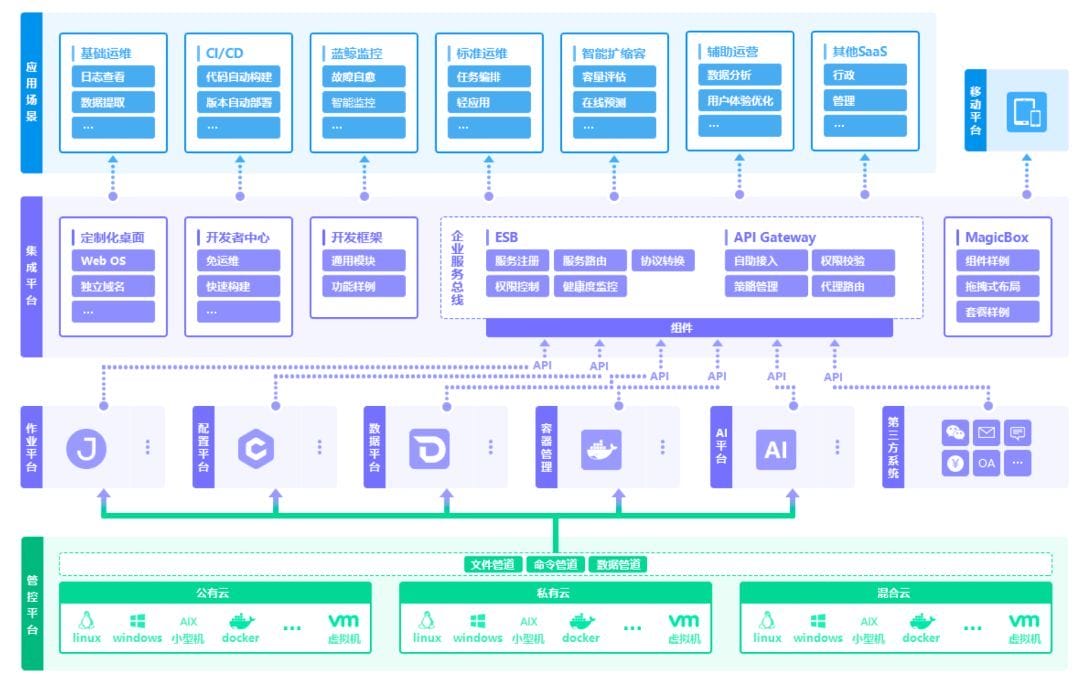 应用场景
基础运维
日志查看
数据提取
...
CI/CD
代码自动构建
版本自动部署
...
蓝鲸监控
故障自愈
智能监控
...
标准运维
任务编排
轻应用
...
智能扩缩容
容量评估
在线预测
...
辅助运营
数据分析
用户体验优化
...
其他SaaS
行政
管理
...
移动平台
集成平台
定制化桌面
Web OS
独立域名
...
开发者中心
免运维
快速构建
...
开发框架
通用模块
功能样例
企业服务总线
ESB
服务注册
服务路由
协议转换
权限控制
健康度监控
API Gateway
自助接入
权限校验
策略管理
代理路由
组件
MagicBox
组件样例
拖拽式布局
套餐样例
API
API
API
API
API
API
作业平台
J
配置平台
C
数据平台
D
容器管理
AI平台
AI
第三方系统
¥
OA
...
管控平台
文件管道
命令管道
数据管道
公有云
linux
windows
AIX
小型机
docker
...
vm
虚拟机
私有云
linux
windows
AIX
小型机
docker
...
vm
虚拟机
混合云
linux
windows
AIX
小型机
docker
...
vm
虚拟机